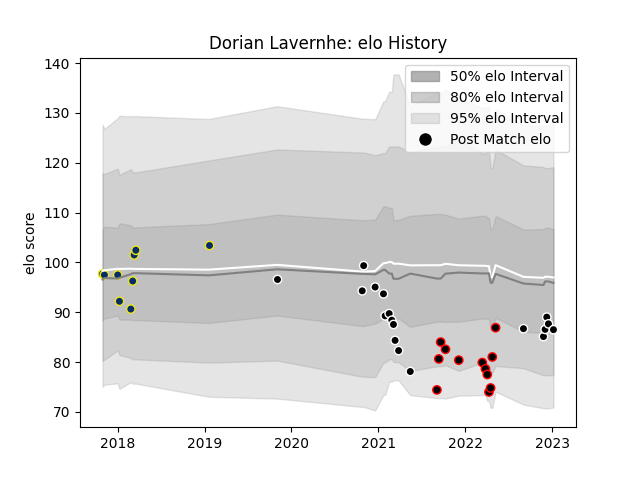 Dorian Lavernhe: elo History
140
130
120
110
100
90
80
70
elo score
50% elo Interval
80% elo Interval
95% elo Interval
Post Match elo
2018
2019
2020
2021
2022
2023